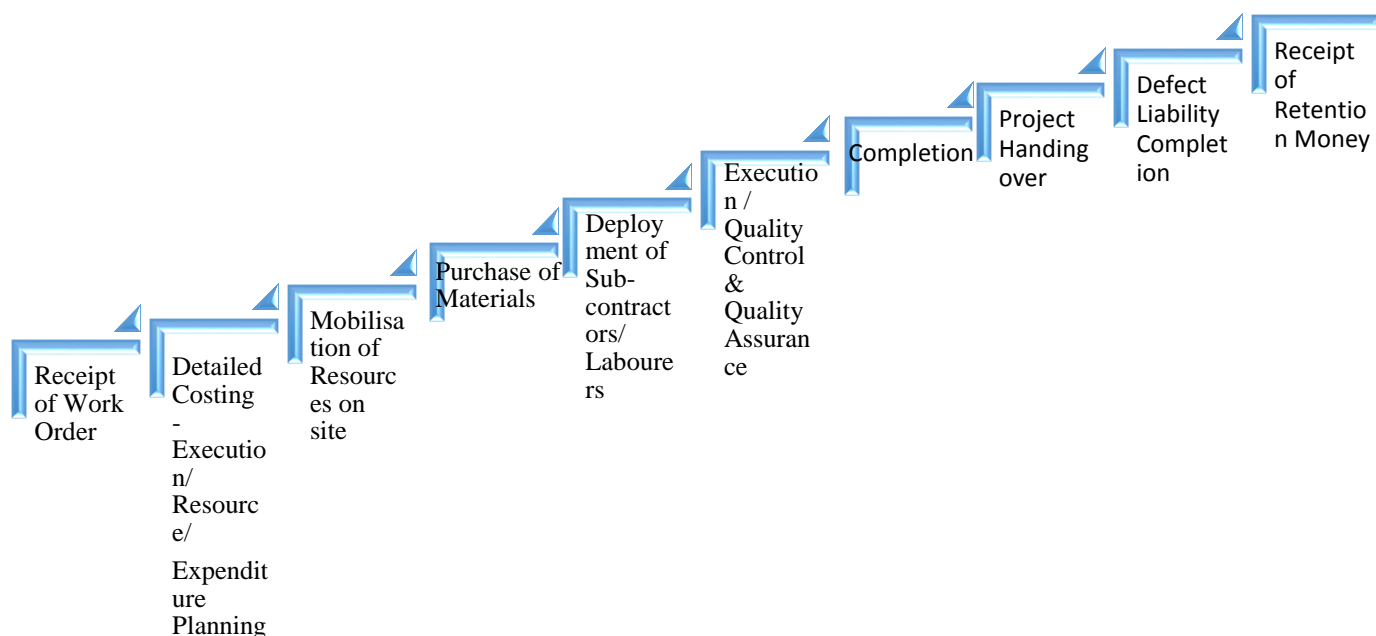 Receipt
of Work
Order
Detailed
Costing
-
Executio
n/
Resourc
e/
Expendit
ure
Planning
Mobilisa
tion of
Resourc
es on
site
Purchase of
Materials
Deploy
ment of
Sub-
contract
ors/
Laboure
rs
Executio
n /
Quality
Control
&
Quality
Assuran
ce
Completion
Project
Handing
over
Defect
Liability
Complet
ion
Receipt
of
Retentio
n Money